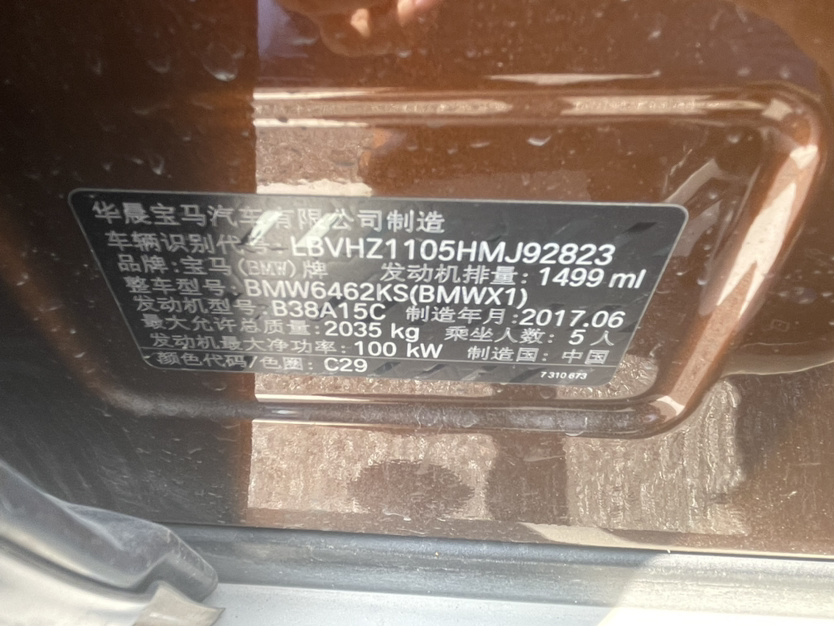 华晨宝马汽车有限公司制造
车辆识别代号:LBVHZ1105HMJ92823
品牌:宝马(BMW)牌 发动机排量:1499 ml
整车型号:BMW6462KS(BMWX1)
发动机型号:B38A15C 制造年月:2017.06
最大允许总质量:2035 kg 乘坐人数:5人
发动机最大净功率:100 kW 制造国:中国
颜色代码/色圈:C29 7310673